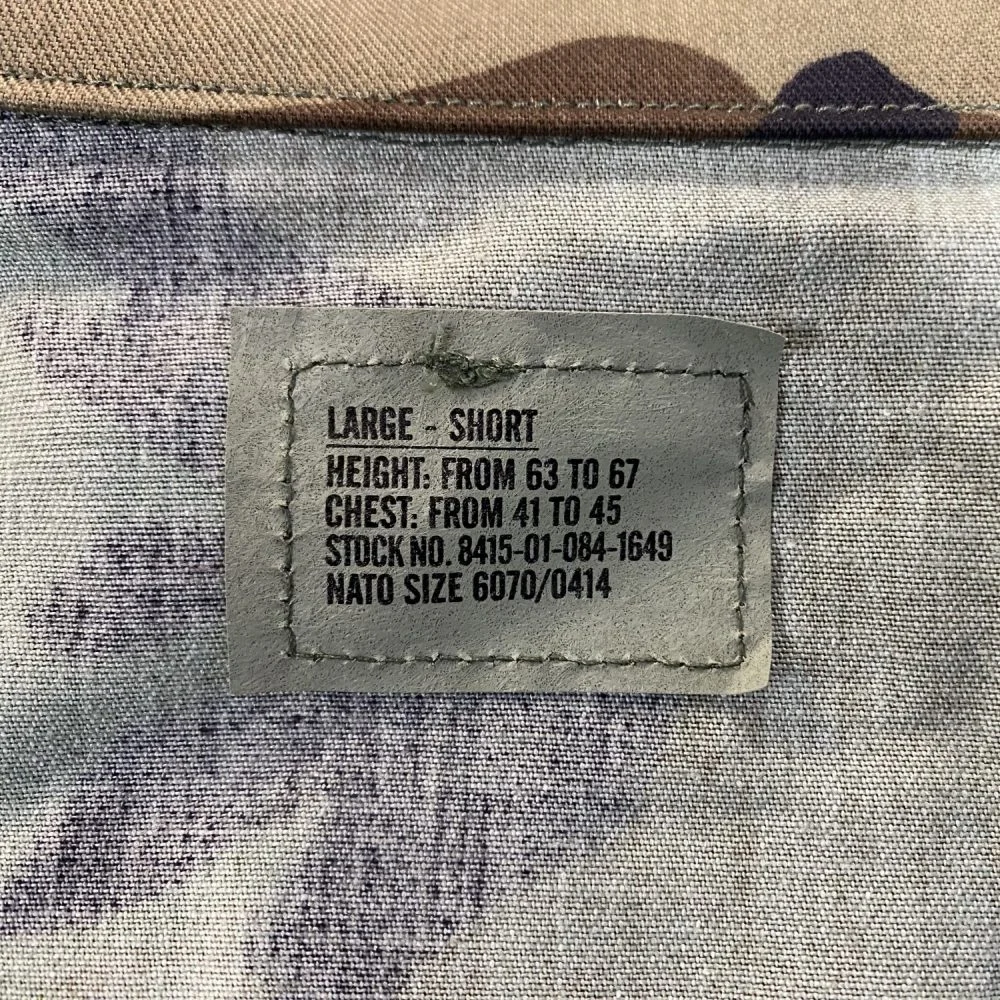 LARGE - SHORT
HEIGHT: FROM 63 TO 67
CHEST: FROM 41 TO 45
STOCK NO. 8415-01-084-1649
NATO SIZE 6070/0414